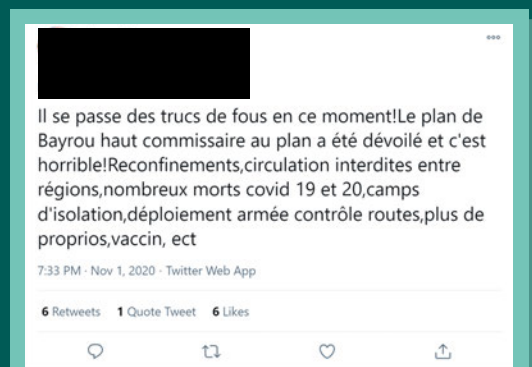 Il se passe des trucs de fous en ce moment!Le plan de
Bayrou haut commissaire au plan a été dévoilé et c'est
horrible!Reconfinements,circulation interdites entre
régions,nombreux morts covid 19 et 20,camps
d'isolation,déploiement armée contrôle routes,plus de
proprios,vaccin, ect
7:33 PM · Nov 1, 2020 · Twitter Web App
6 Retweets 1 Quote Tweet 6 Likes